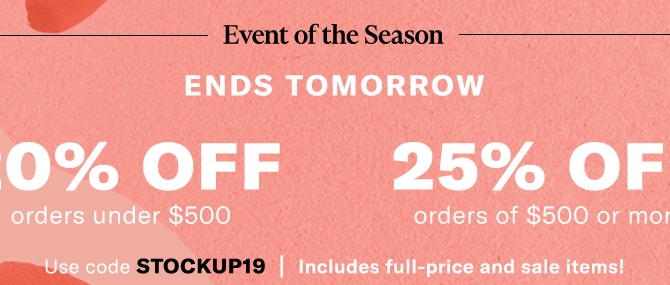 Event of the Season
ENDS TOMORROW
20% OFF 25% OF
orders under $500 orders of $500 or mor
Use code STOCKUP19 | Includes full-price and sale items!